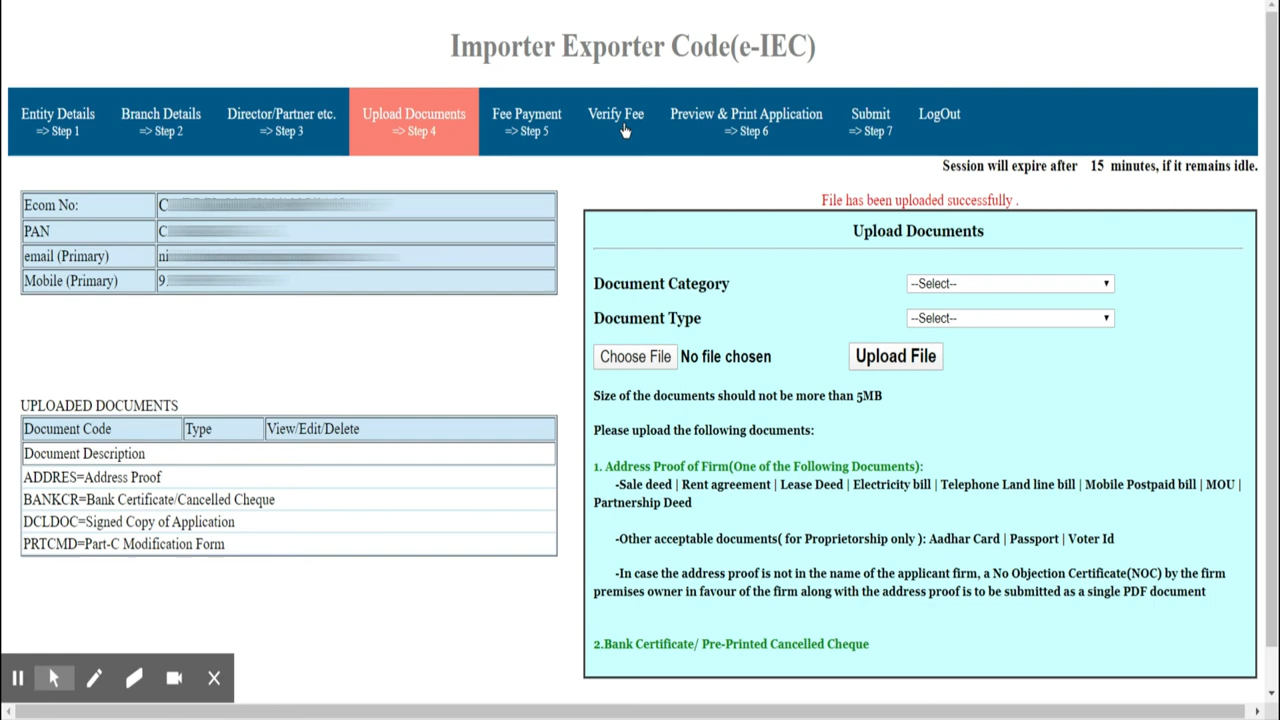 Importer Exporter Code(e-IEC)
Entity Details Branch Details Director/Partner etc. Upload Documents Fee Payment Verify Fee Preview & Print Application Submit LogOut
=> Step 1 => Step 2 => Step 3 => Step 4 => Step 5 => Step 6 => Step 7
Session will expire after 15 minutes, if it remains idle.
Ecom No: C
PAN C
email (Primary) ni
Mobile (Primary) 9
UPLOADED DOCUMENTS
Document Code Type View/Edit/Delete
Document Description
ADDRES=Address Proof
BANKCR=Bank Certificate/Cancelled Cheque
DCLDOC=Signed Copy of Application
PRTCMD=Part-C Modification Form
File has been uploaded successfully .
Upload Documents
Document Category --Select--
Document Type --Select--
Choose File No file chosen Upload File
Size of the documents should not be more than 5MB
Please upload the following documents:
1. Address Proof of Firm(One of the Following Documents):
-Sale deed | Rent agreement | Lease Deed | Electricity bill | Telephone Land line bill | Mobile Postpaid bill | MOU |
Partnership Deed
-Other acceptable documents( for Proprietorship only ): Aadhar Card | Passport | Voter Id
-In case the address proof is not in the name of the applicant firm, a No Objection Certificate(NOC) by the firm
premises owner in favour of the firm along with the address proof is to be submitted as a single PDF document
2.Bank Certificate/ Pre-Printed Cancelled Cheque